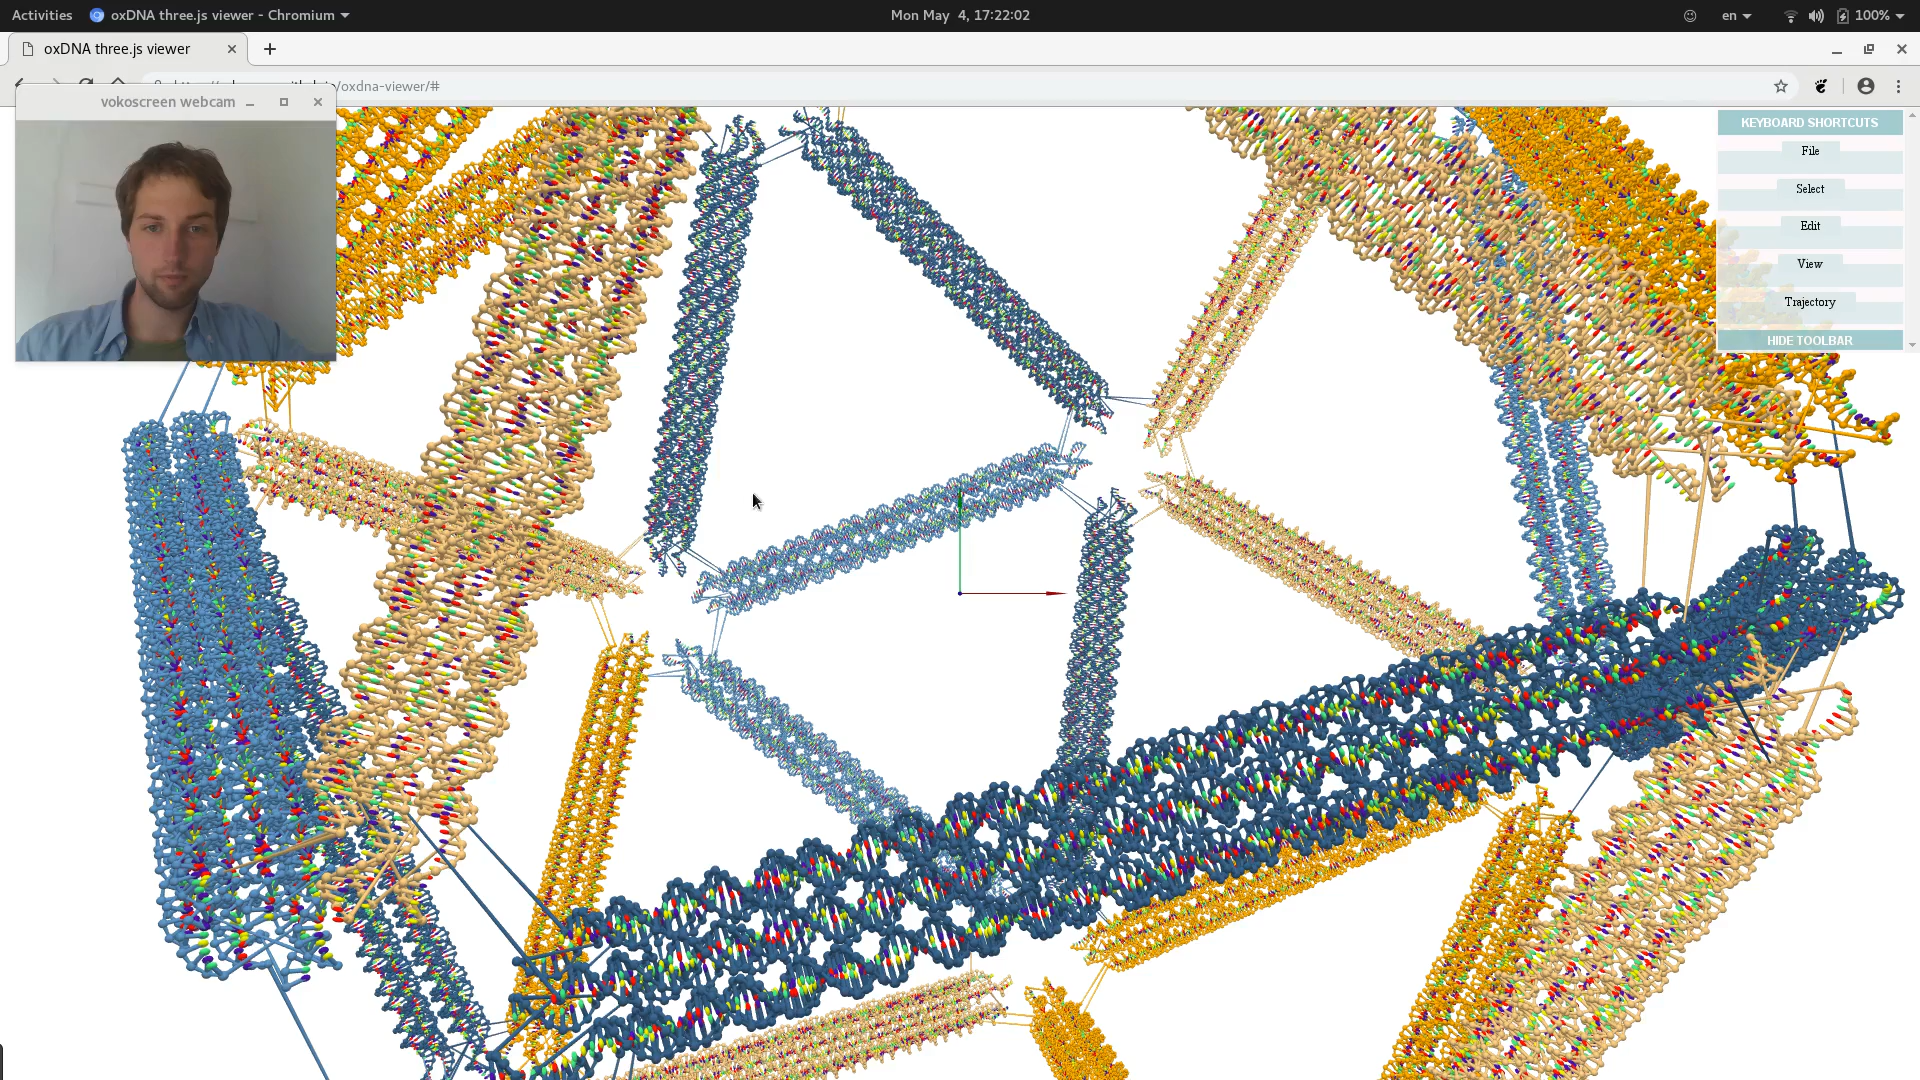 Activities oxDNA three.js viewer - Chromium Mon May 4, 17:22:02 en 100%
oxDNA three.js viewer
/oxdna-viewer/#
vokoscreen webcam
KEYBOARD SHORTCUTS
File
Select
Edit
View
Trajectory
HIDE TOOLBAR